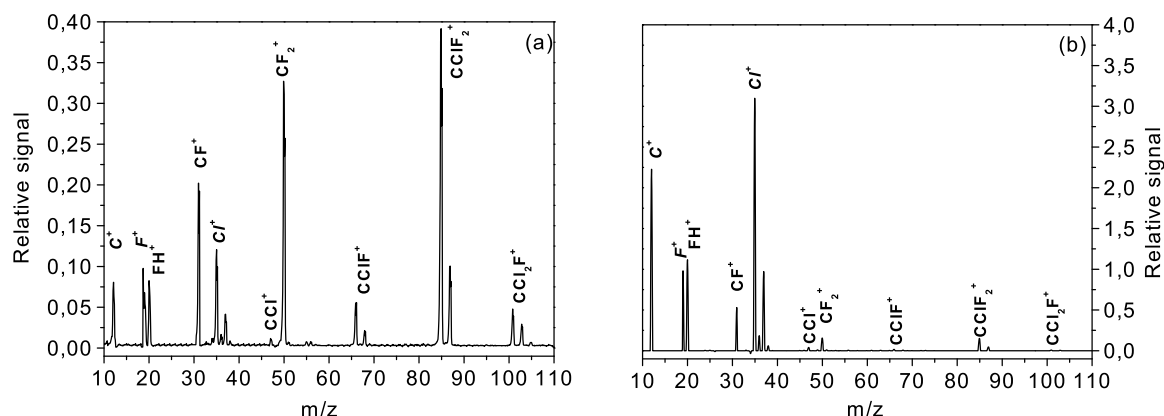 (a)
0,40
0,35
0,30
0,25
0,20
0,15
0,10
0,05
0,00
Relative signal
C⁺
F⁺
FH⁺
CF⁺
Cl⁺
CCl⁺
CF₂⁺
CClF⁺
CClF₂⁺
CCl₂F⁺
10 20 30 40 50 60 70 80 90 100 110
m/z
(b)
C⁺
F⁺
FH⁺
CF⁺
Cl⁺
CCl⁺
CF₂⁺
CClF⁺
CClF₂⁺
CCl₂F⁺
4,0
3,5
3,0
2,5
2,0
1,5
1,0
0,5
0,0
Relative signal
10 20 30 40 50 60 70 80 90 100 110
m/z